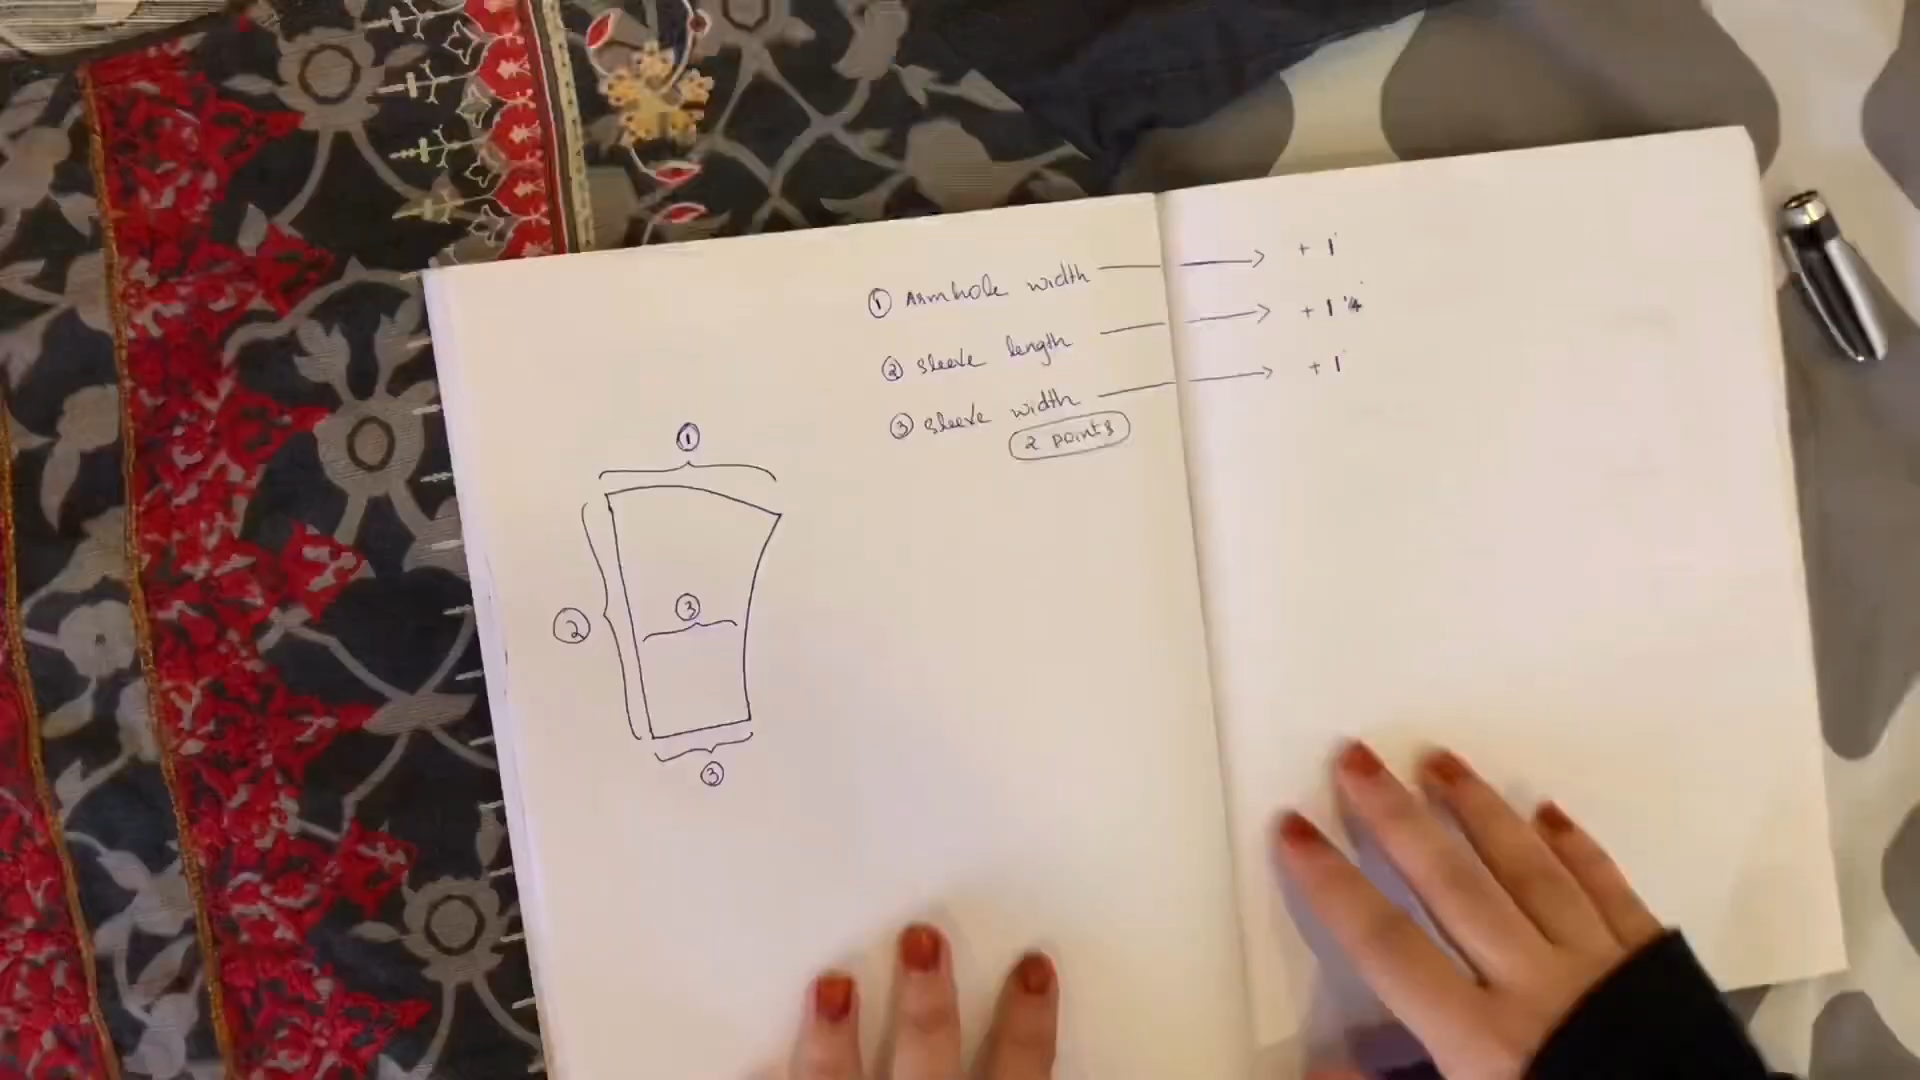 ① Armhole width → + 1"
② sleeve length → + 1 1/4"
③ sleeve width → + 1"
2 points
①
②
③
③